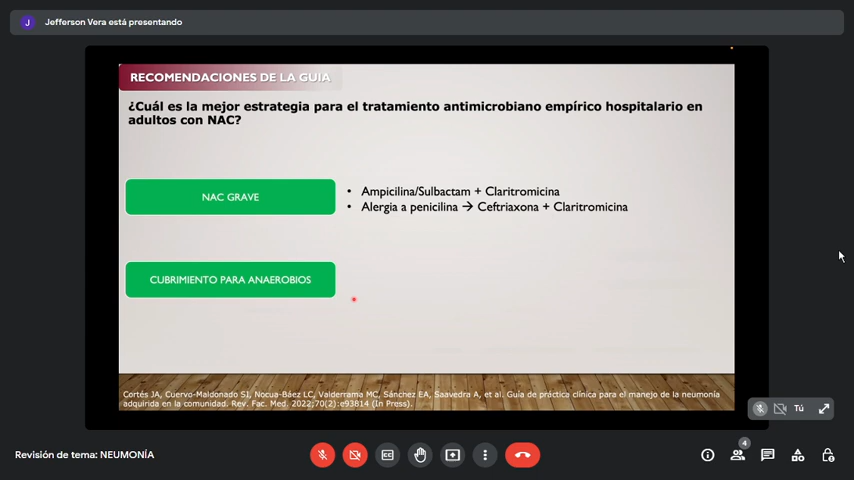 J Jefferson Vera está presentando
RECOMENDACIONES DE LA GUIA
¿Cuál es la mejor estrategia para el tratamiento antimicrobiano empírico hospitalario en
adultos con NAC?
NAC GRAVE
• Ampicilina/Sulbactam + Claritromicina
• Alergia a penicilina → Ceftriaxona + Claritromicina
CUBRIMIENTO PARA ANAEROBIOS
Cortés JA, Cuervo-Maldonado SI, Nocua-Báez LC, Valderrama MC, Sánchez EA, Saavedra A, et al. Guía de práctica clínica para el manejo de la neumonía
adquirida en la comunidad. Rev. Fac. Med. 2022;70(2):e93814 (In Press).
Tú
4
Revisión de tema: NEUMONÍA
CC